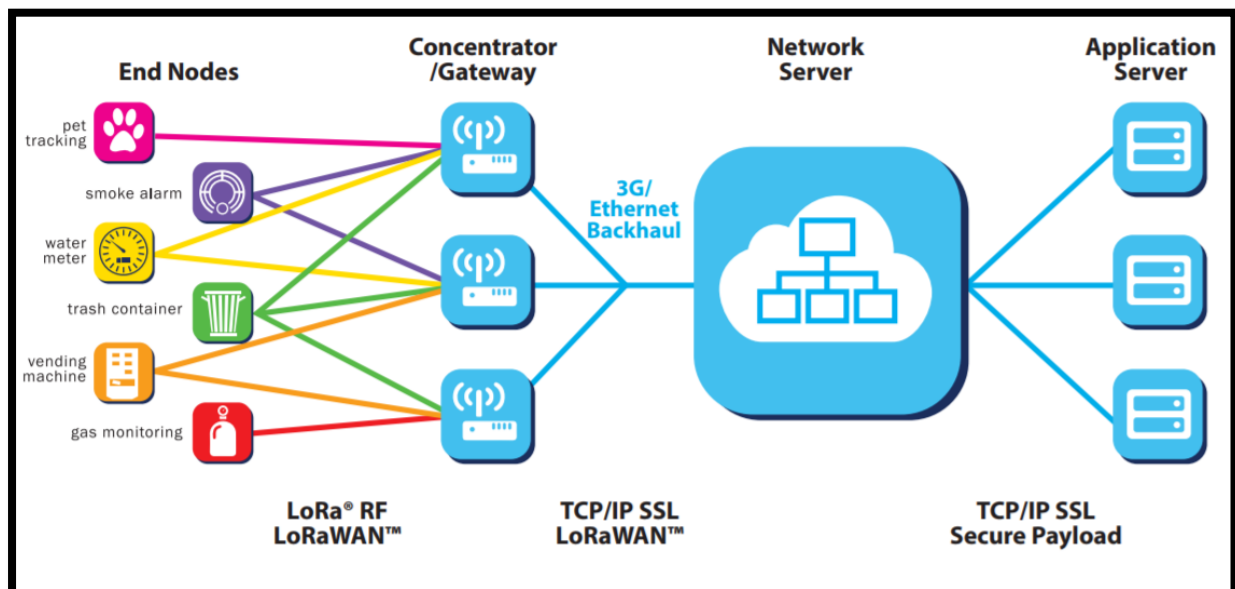 End Nodes
Concentrator
/Gateway
Network
Server
Application
Server
pet
tracking
smoke alarm
water
meter
trash container
vending
machine
gas monitoring
3G/
Ethernet
Backhaul
LoRa® RF
LoRaWAN™
TCP/IP SSL
LoRaWAN™
TCP/IP SSL
Secure Payload